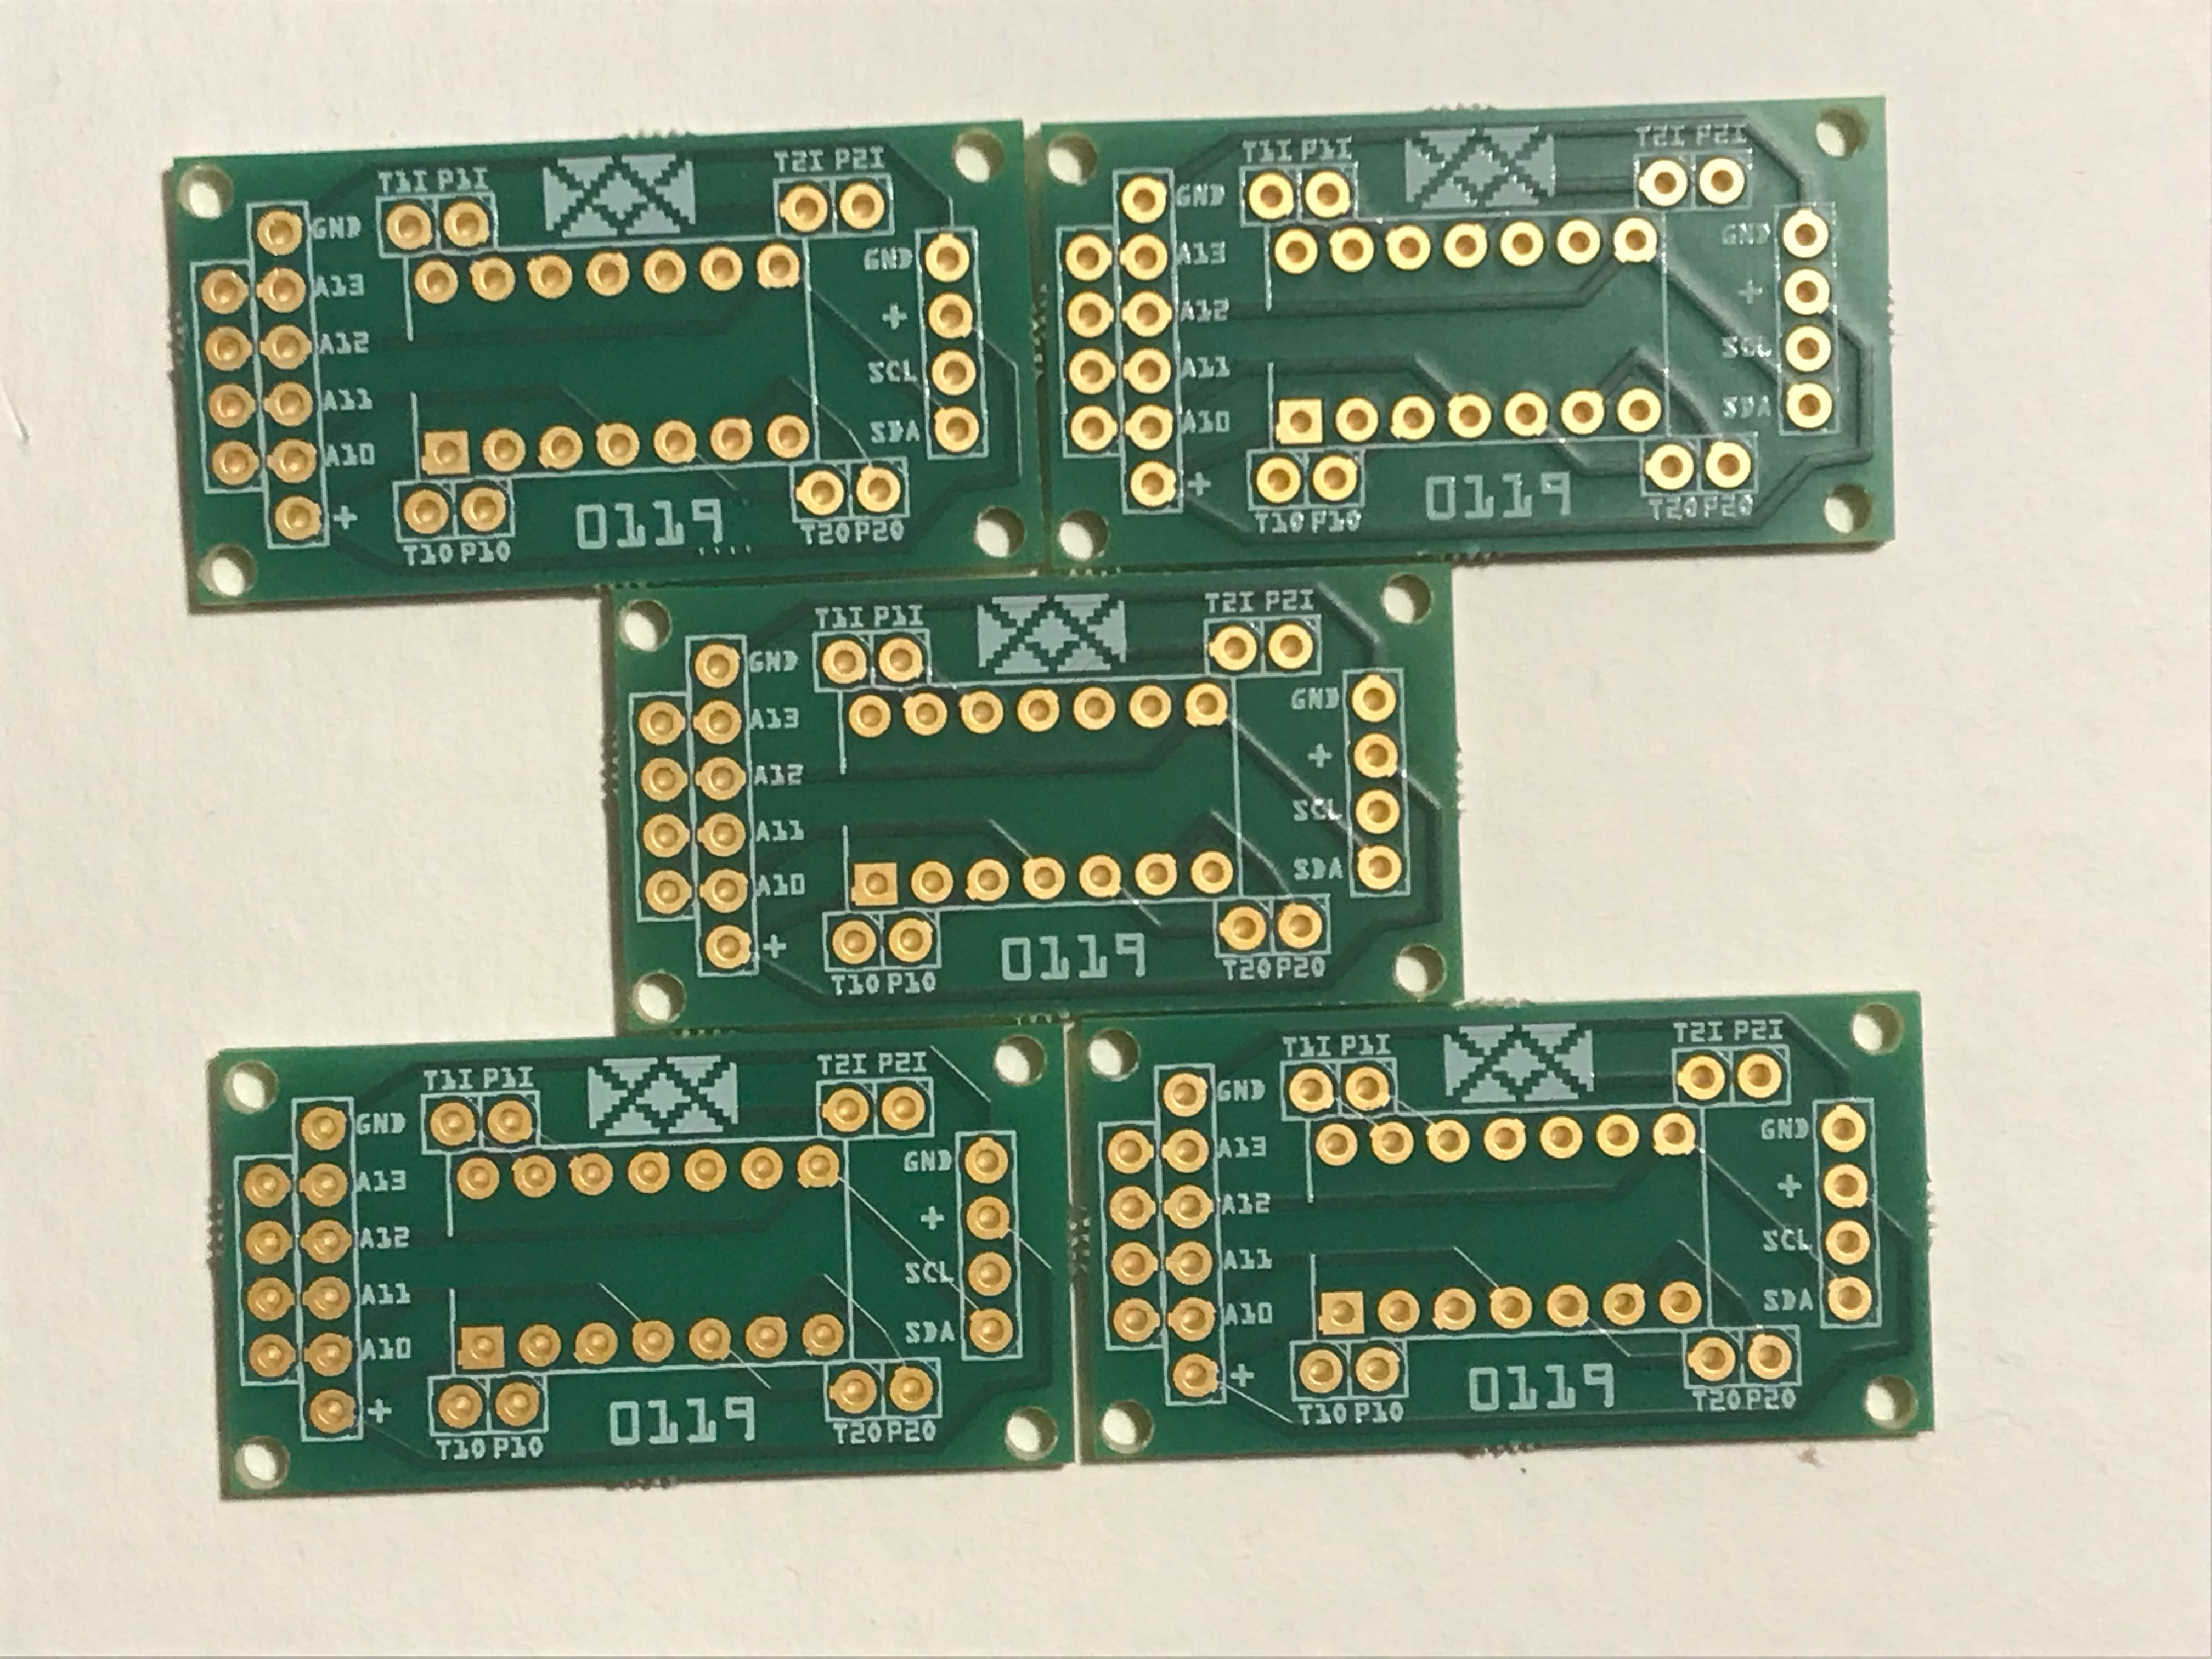 T1I P1I T2I P2I
GND
GND
A13
+
A12
SCL
A11
SDA
A10
+
T1O P1O
0119
T2O P2O
T1I P1I T2I P2I
GND
GND
A13
+
A12
SCL
A11
SDA
A10
+
T1O P1O
0119
T2O P2O
T1I P1I T2I P2I
GND
GND
A13
+
A12
SCL
A11
SDA
A10
+
T1O P1O
0119
T2O P2O
T1I P1I T2I P2I
GND
GND
A13
+
A12
SCL
A11
SDA
A10
+
T1O P1O
0119
T2O P2O
T1I P1I T2I P2I
GND
GND
A13
+
A12
SCL
A11
SDA
A10
+
T1O P1O
0119
T2O P2O